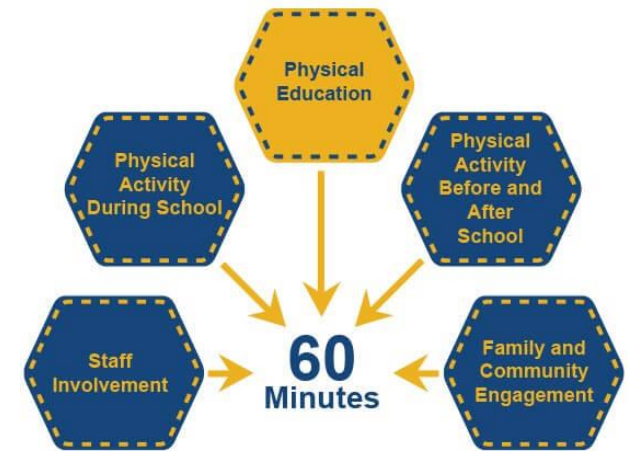 Physical
Education
Physical
Activity
During School
Physical
Activity
Before and
After
School
Staff
Involvement
60
Minutes
Family and
Community
Engagement